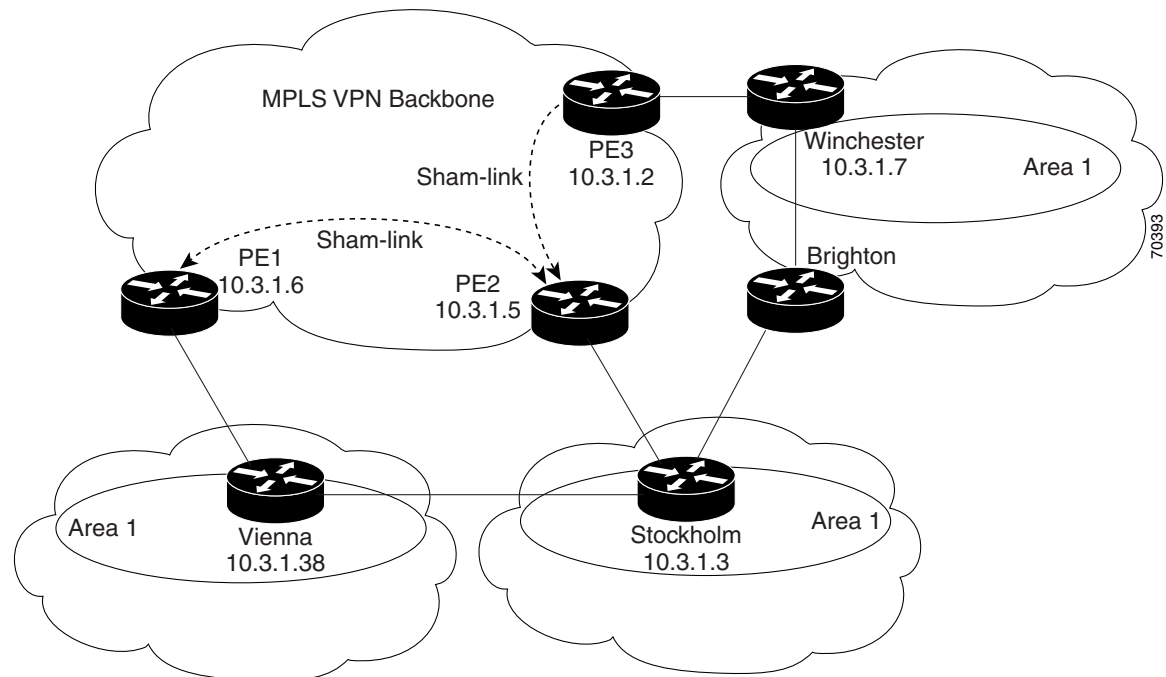 MPLS VPN Backbone
PE3
10.3.1.2
Winchester
10.3.1.7
Area 1
Sham-link
Sham-link
PE1
10.3.1.6
PE2
10.3.1.5
Brighton
70393
Area 1
Vienna
10.3.1.38
Stockholm
10.3.1.3
Area 1